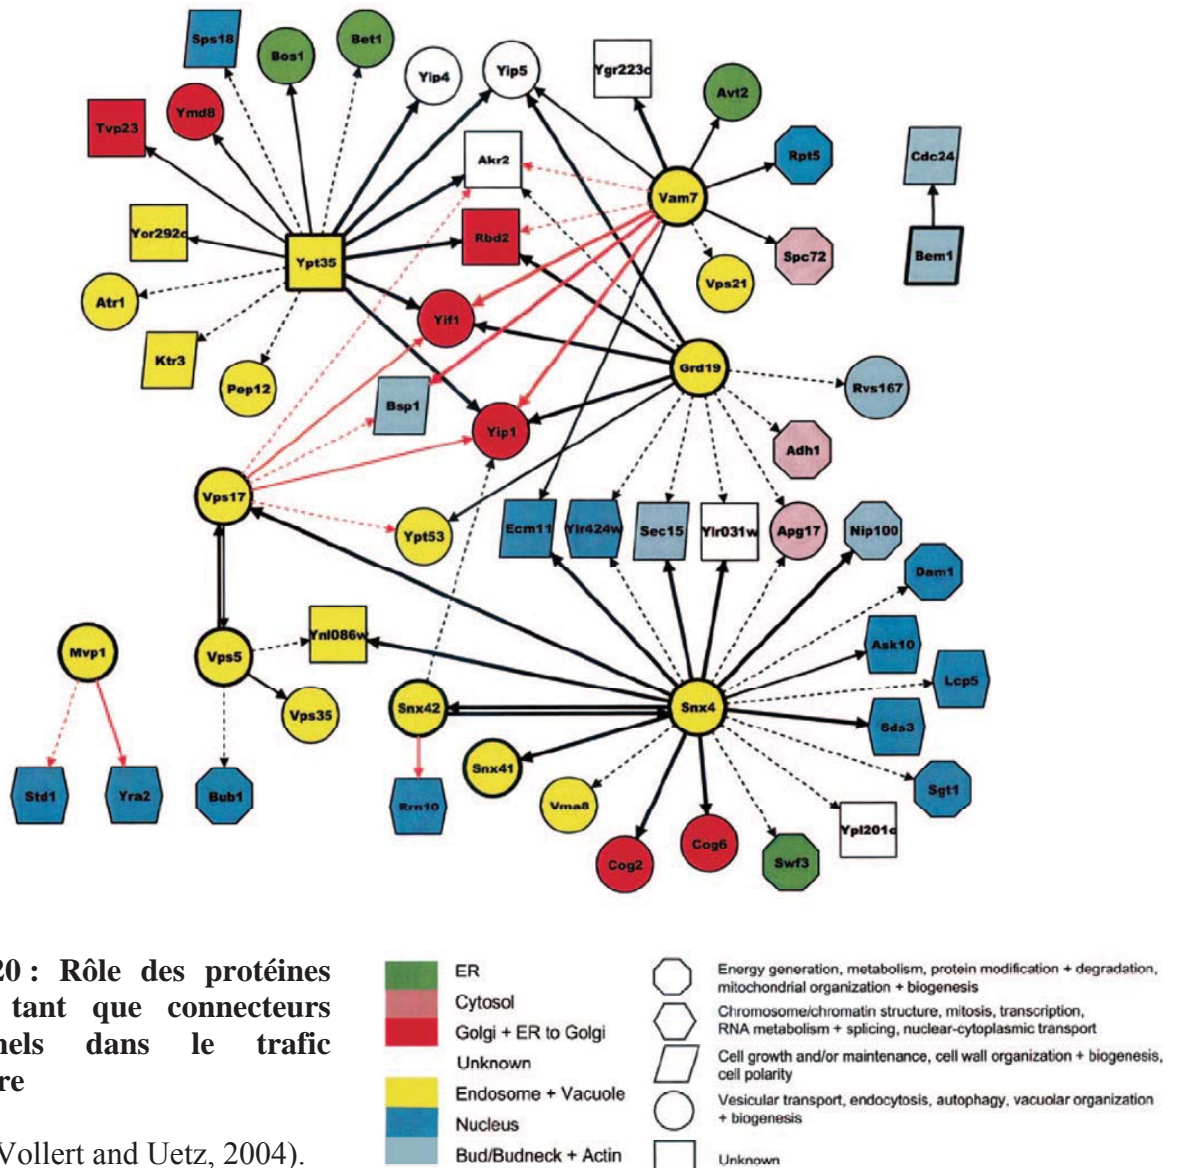 Sps18
Bos1
Bet1
Yip4
Yip5
Ygr223c
Avt2
Tvp23
Ymd8
Akr2
Rpt5
Cdc24
Vam7
Yor292c
Ypt35
Rbd2
Spc72
Bem1
Atr1
Vps21
Yif1
Ktr3
Pep12
Grd19
Rvs167
Bsp1
Yip1
Adh1
Vps17
Ypt53
Ecm11
Ylr424w
Sec15
Ylr031w
Apg17
Nip100
Dam1
Mvp1
Vps5
Ynl086w
Ask10
Lcp5
Vps35
Snx42
Snx4
Sda3
Snx41
Std1
Yra2
Bub1
Rrn10
Vma8
Sgt1
Cog2
Cog6
Swf3
Ypl201c
20 : Rôle des protéines
tant que connecteurs
nels dans le trafic
re
Vollert and Uetz, 2004).
ER
Cytosol
Golgi + ER to Golgi
Unknown
Endosome + Vacuole
Nucleus
Bud/Budneck + Actin
Energy generation, metabolism, protein modification + degradation,
mitochondrial organization + biogenesis
Chromosome/chromatin structure, mitosis, transcription,
RNA metabolism + splicing, nuclear-cytoplasmic transport
Cell growth and/or maintenance, cell wall organization + biogenesis,
cell polarity
Vesicular transport, endocytosis, autophagy, vacuolar organization
+ biogenesis
Unknown